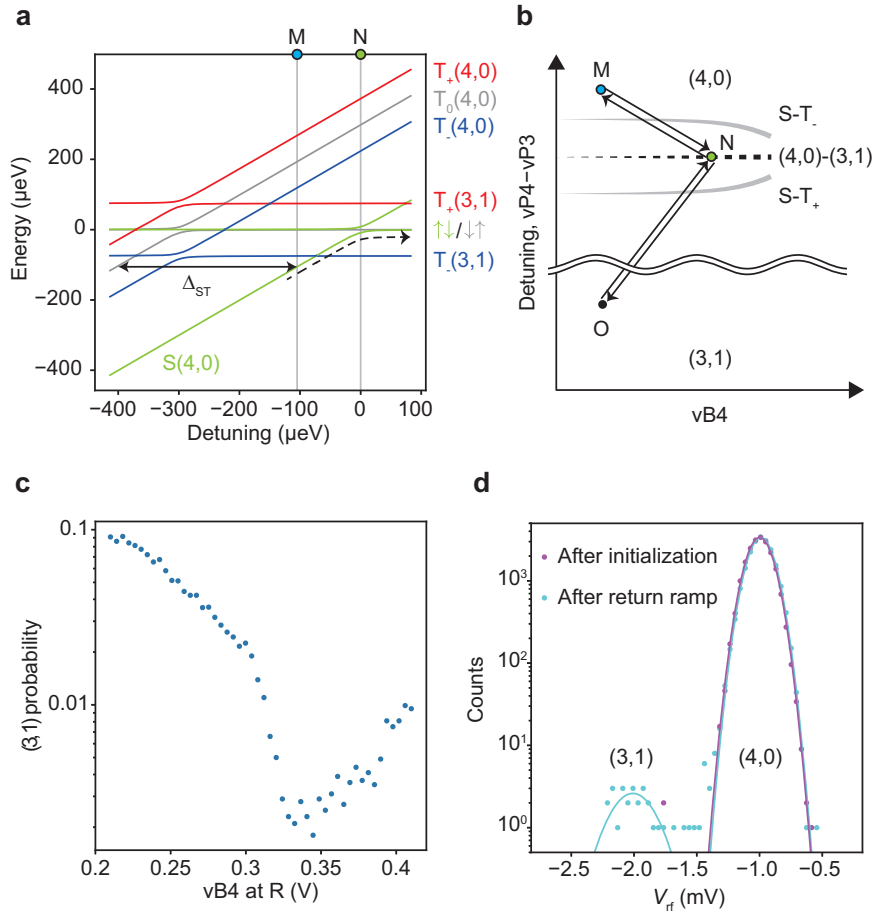 a
M
N
400
200
0
−200
−400
Energy (μeV)
T₊(4,0)
T₀(4,0)
T₋(4,0)
T₊(3,1)
↑↓/↓↑
T₋(3,1)
Δ_ST
S(4,0)
−400
−300
−200
−100
0
100
Detuning (μeV)
b
M
(4,0)
S-T₋
N
(4,0)-(3,1)
S-T₊
O
(3,1)
Detuning, vP4−vP3
vB4
c
0.1
0.01
(3,1) probability
0.2
0.25
0.3
0.35
0.4
vB4 at R (V)
d
After initialization
After return ramp
10³
10²
10¹
10⁰
Counts
(3,1)
(4,0)
−2.5
−2.0
−1.5
−1.0
−0.5
V_rf (mV)